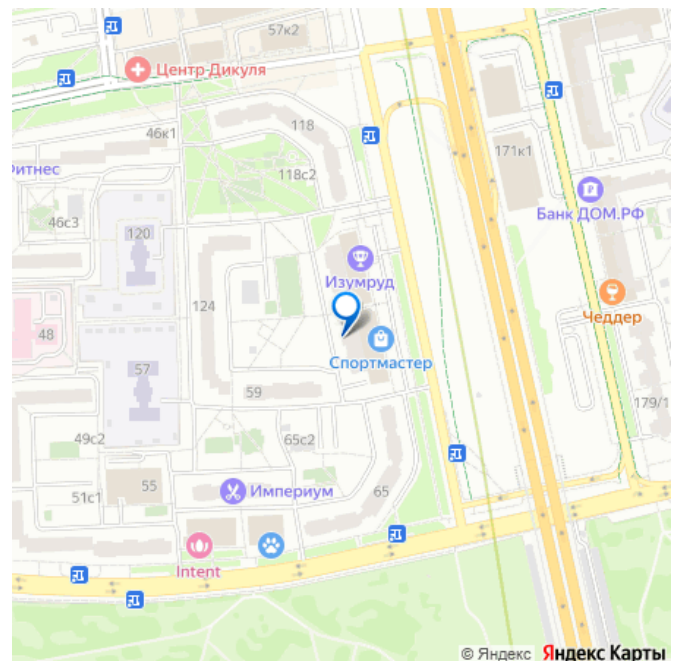 57к2
Центр Дикуля
46к1
118
171к1
Фитнес
118с2
46с3
120
Банк ДОМ.РФ
Изумруд
124
Чеддер
48
57
Спортмастер
59
179/1
49с2
65с2
55
Империум
65
51с1
Intent
© Яндекс Яндекс Карты